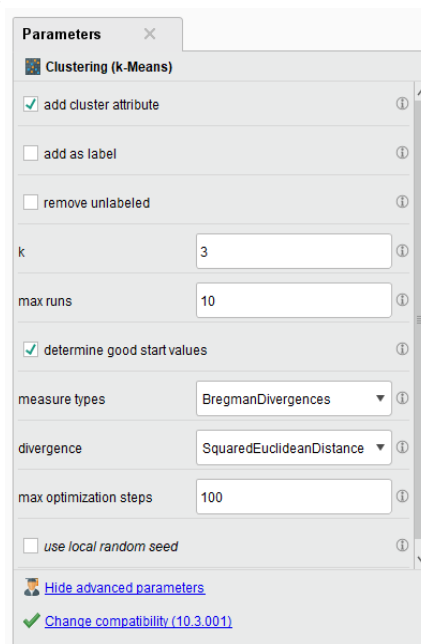 Parameters
Clustering (k-Means)
add cluster attribute
add as label
remove unlabeled
k 3
max runs 10
determine good start values
measure types BregmanDivergences
divergence SquaredEuclideanDistance
max optimization steps 100
use local random seed
Hide advanced parameters
Change compatibility (10.3.001)